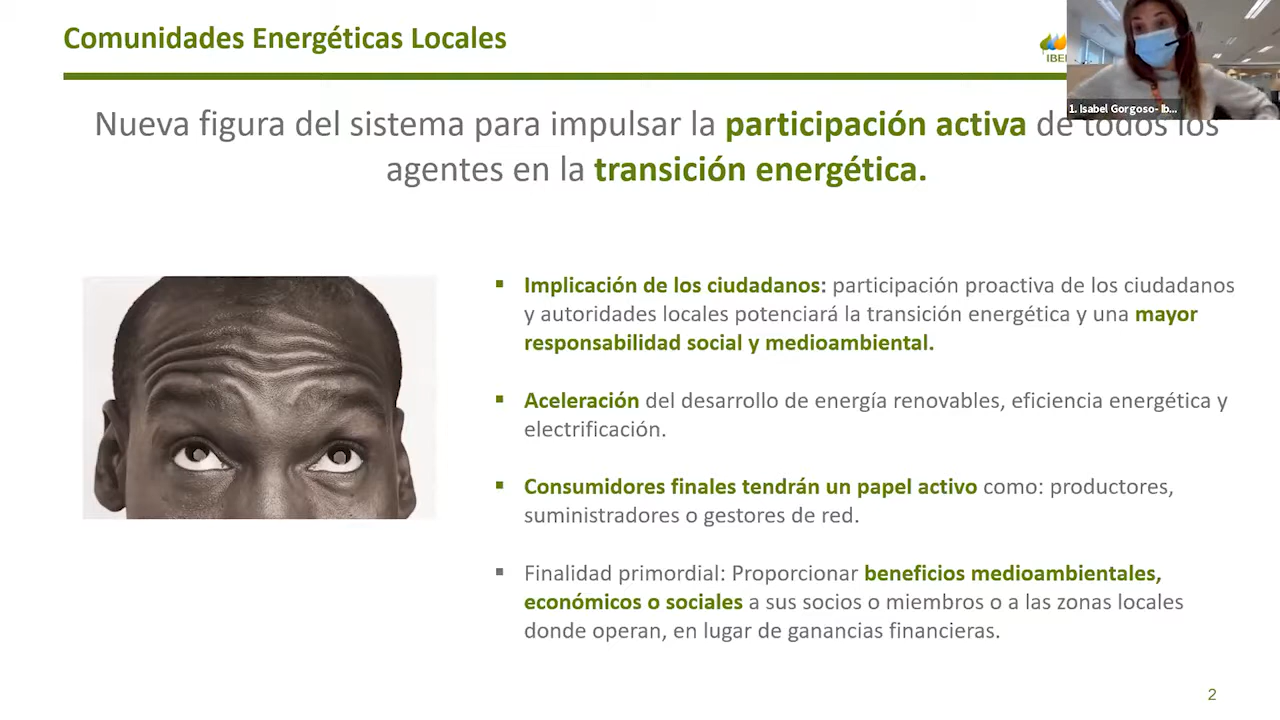 Comunidades Energéticas Locales
IBE
1. Isabel Gorgoso- Ib...
Nueva figura del sistema para impulsar la participación activa de todos los
agentes en la transición energética.
▪ Implicación de los ciudadanos: participación proactiva de los ciudadanos
y autoridades locales potenciará la transición energética y una mayor
responsabilidad social y medioambiental.
▪ Aceleración del desarrollo de energía renovables, eficiencia energética y
electrificación.
▪ Consumidores finales tendrán un papel activo como: productores,
suministradores o gestores de red.
▪ Finalidad primordial: Proporcionar beneficios medioambientales,
económicos o sociales a sus socios o miembros o a las zonas locales
donde operan, en lugar de ganancias financieras.
2